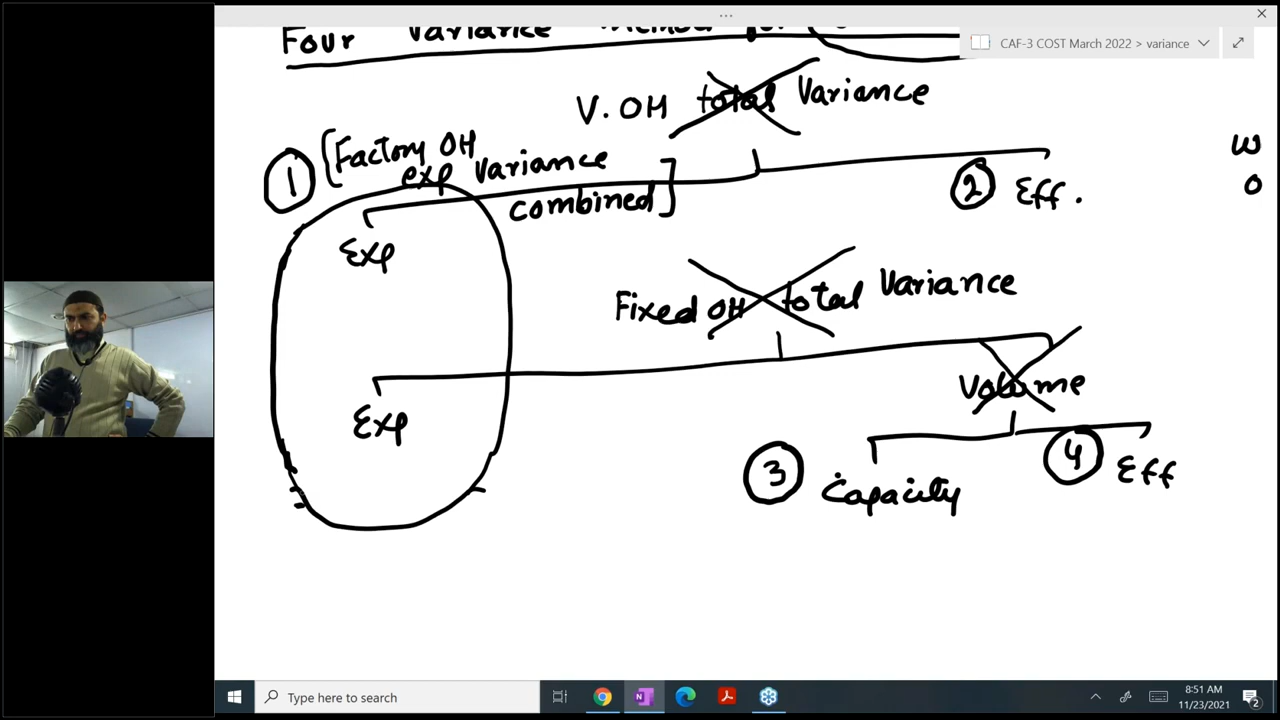 CAF-3 COST March 2022 > variance
Four Variance
V. OH total Variance
1 [Factory OH
exp Variance
combined]
Exp
2 Eff.
W
O
Fixed OH total Variance
Exp
Volume
3 Capacity
4 Eff
Type here to search
8:51 AM
11/23/2021
2